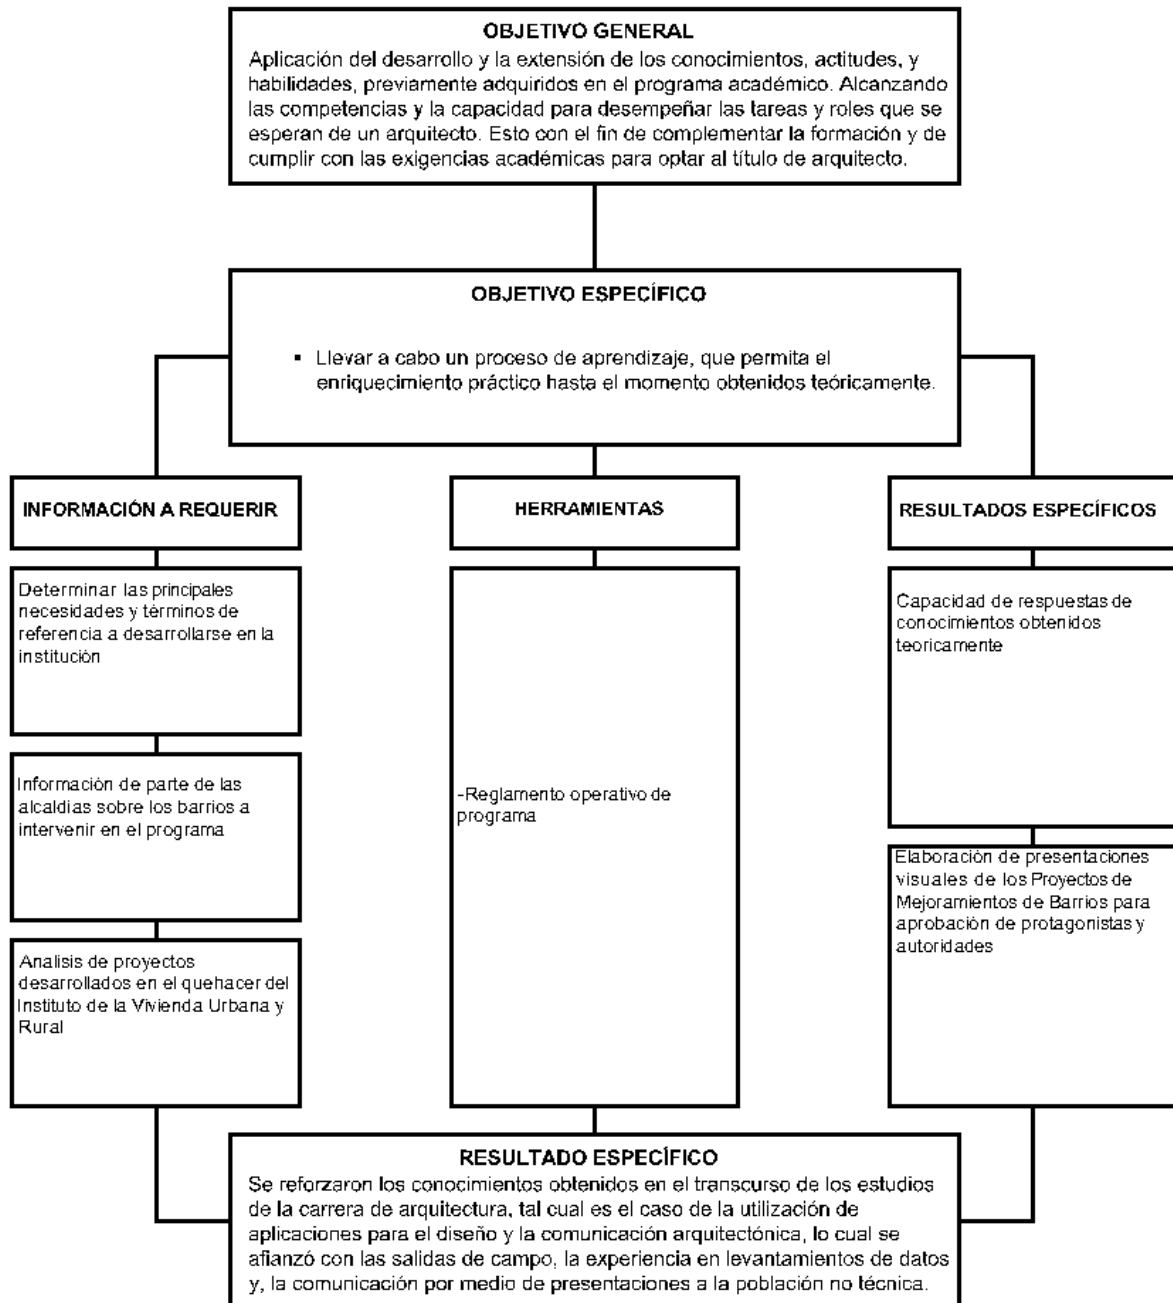 OBJETIVO GENERAL
Aplicación del desarrollo y la extensión de los conocimientos, actitudes, y
habilidades, previamente adquiridos en el programa académico. Alcanzando
las competencias y la capacidad para desempeñar las tareas y roles que se
esperan de un arquitecto. Esto con el fin de complementar la formación y de
cumplir con las exigencias académicas para optar al título de arquitecto.
OBJETIVO ESPECÍFICO
▪ Llevar a cabo un proceso de aprendizaje, que permita el
enriquecimiento práctico hasta el momento obtenidos teóricamente.
INFORMACIÓN A REQUERIR
Determinar las principales
necesidades y términos de
referencia a desarrollarse en la
institución
Información de parte de las
alcaldías sobre los barrios a
intervenir en el programa
Analisis de proyectos
desarrollados en el quehacer del
Instituto de la Vivienda Urbana y
Rural
HERRAMIENTAS
-Reglamento operativo de
programa
RESULTADOS ESPECÍFICOS
Capacidad de respuestas de
conocimientos obtenidos
teoricamente
Elaboración de presentaciones
visuales de los Proyectos de
Mejoramientos de Barrios para
aprobación de protagonistas y
autoridades
RESULTADO ESPECÍFICO
Se reforzaron los conocimientos obtenidos en el transcurso de los estudios
de la carrera de arquitectura, tal cual es el caso de la utilización de
aplicaciones para el diseño y la comunicación arquitectónica, lo cual se
afianzó con las salidas de campo, la experiencia en levantamientos de datos
y, la comunicación por medio de presentaciones a la población no técnica.